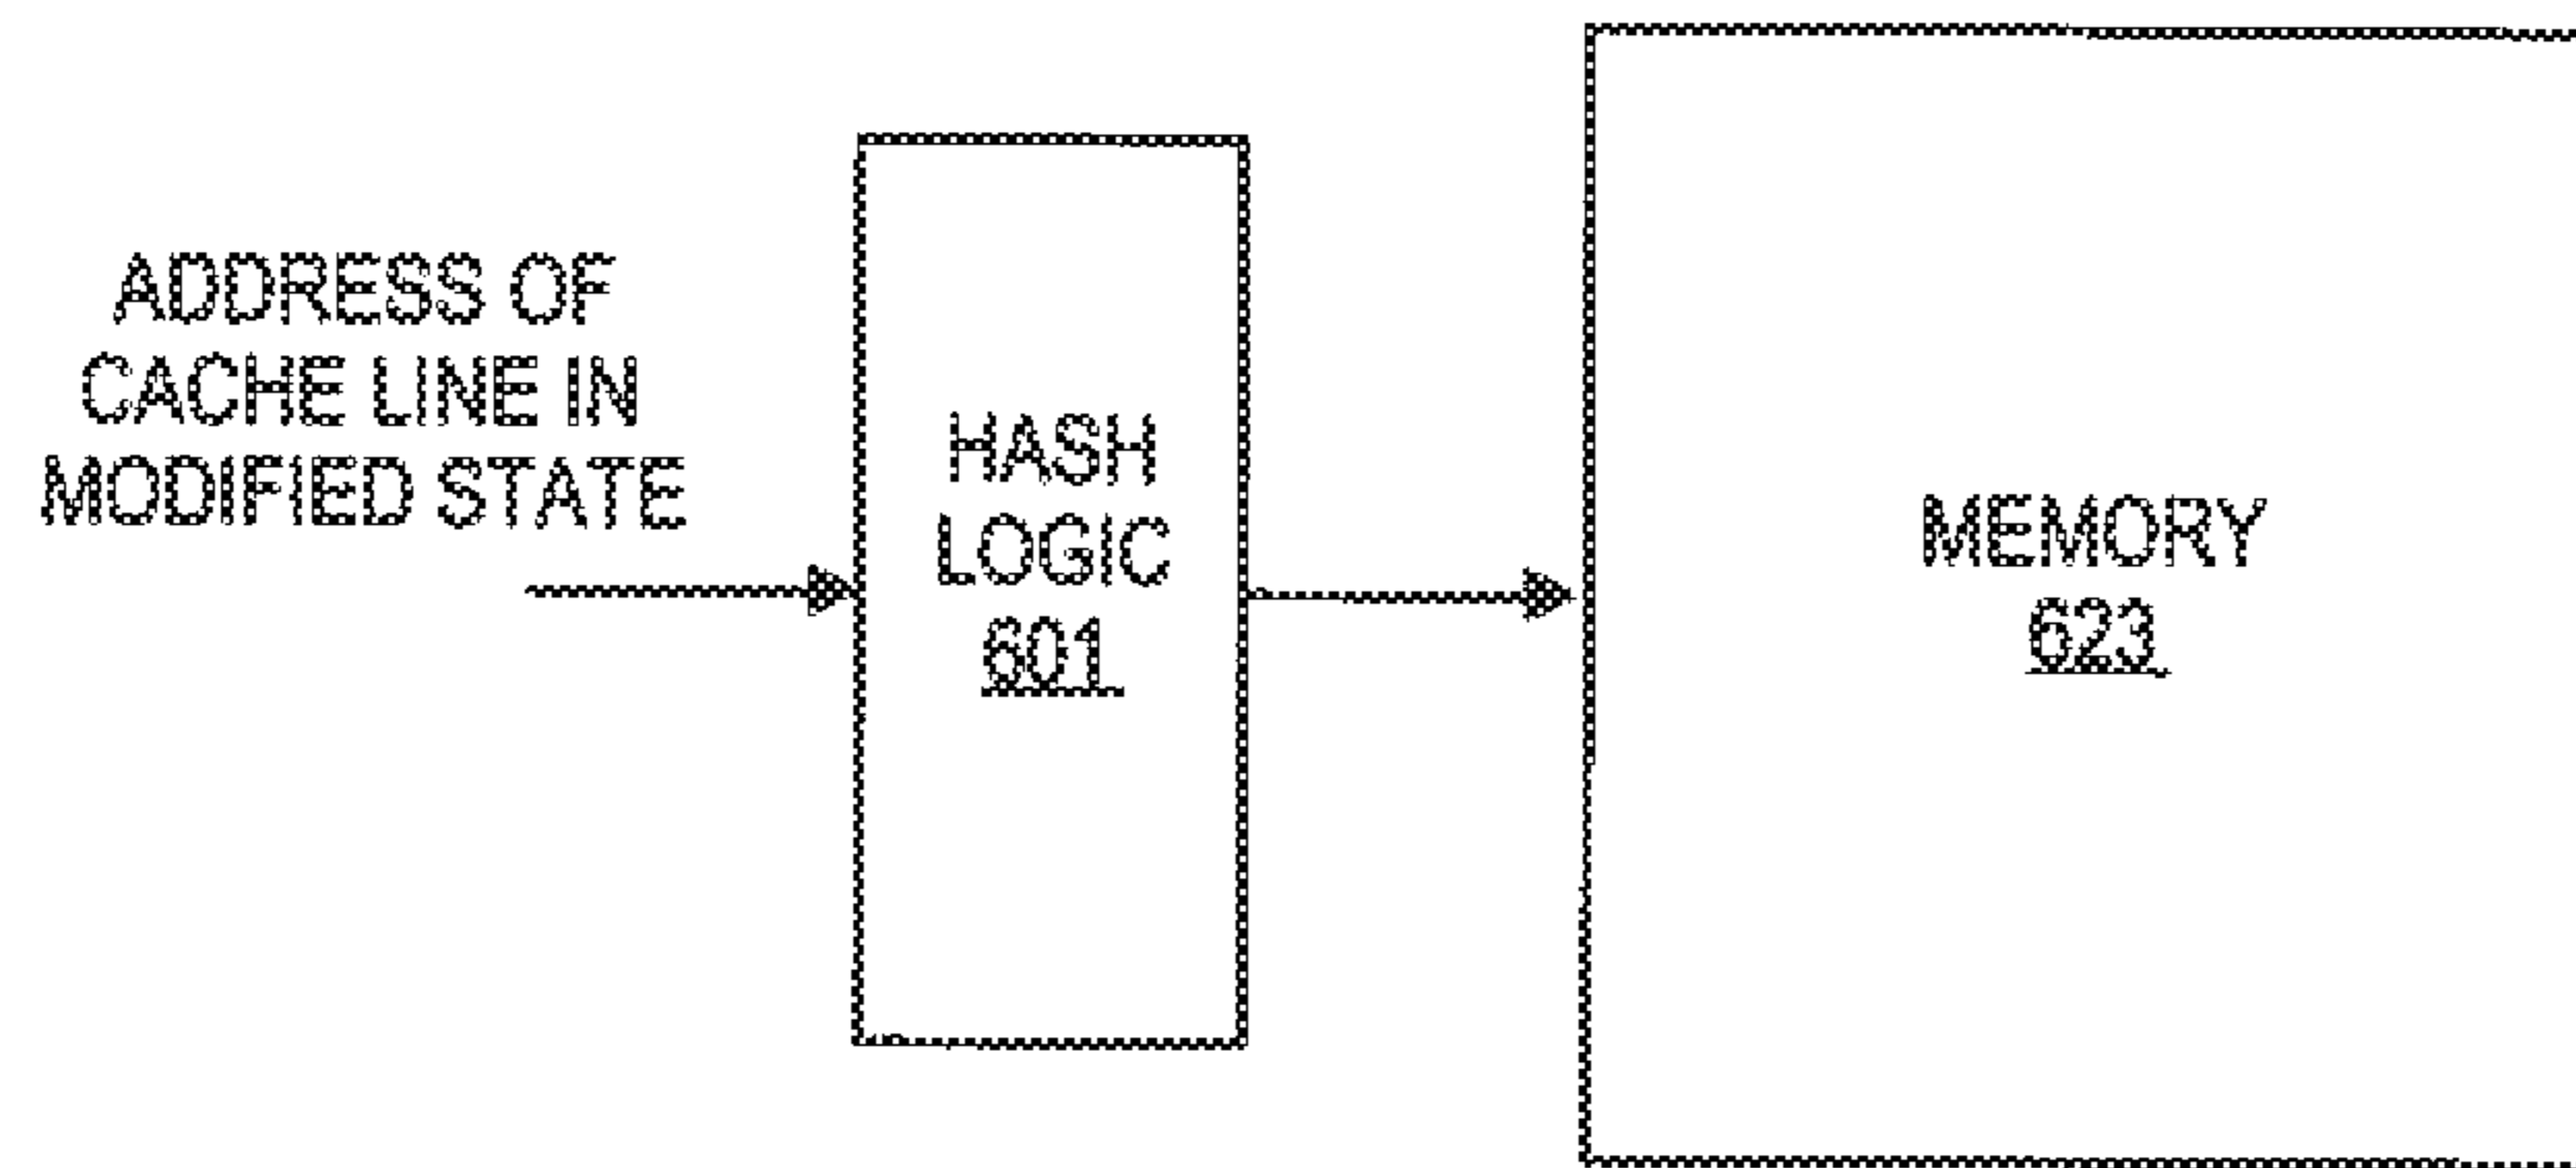 ADDRESS OF
CACHE LINE IN
MODIFIED STATE
HASH
LOGIC
601
MEMORY
623